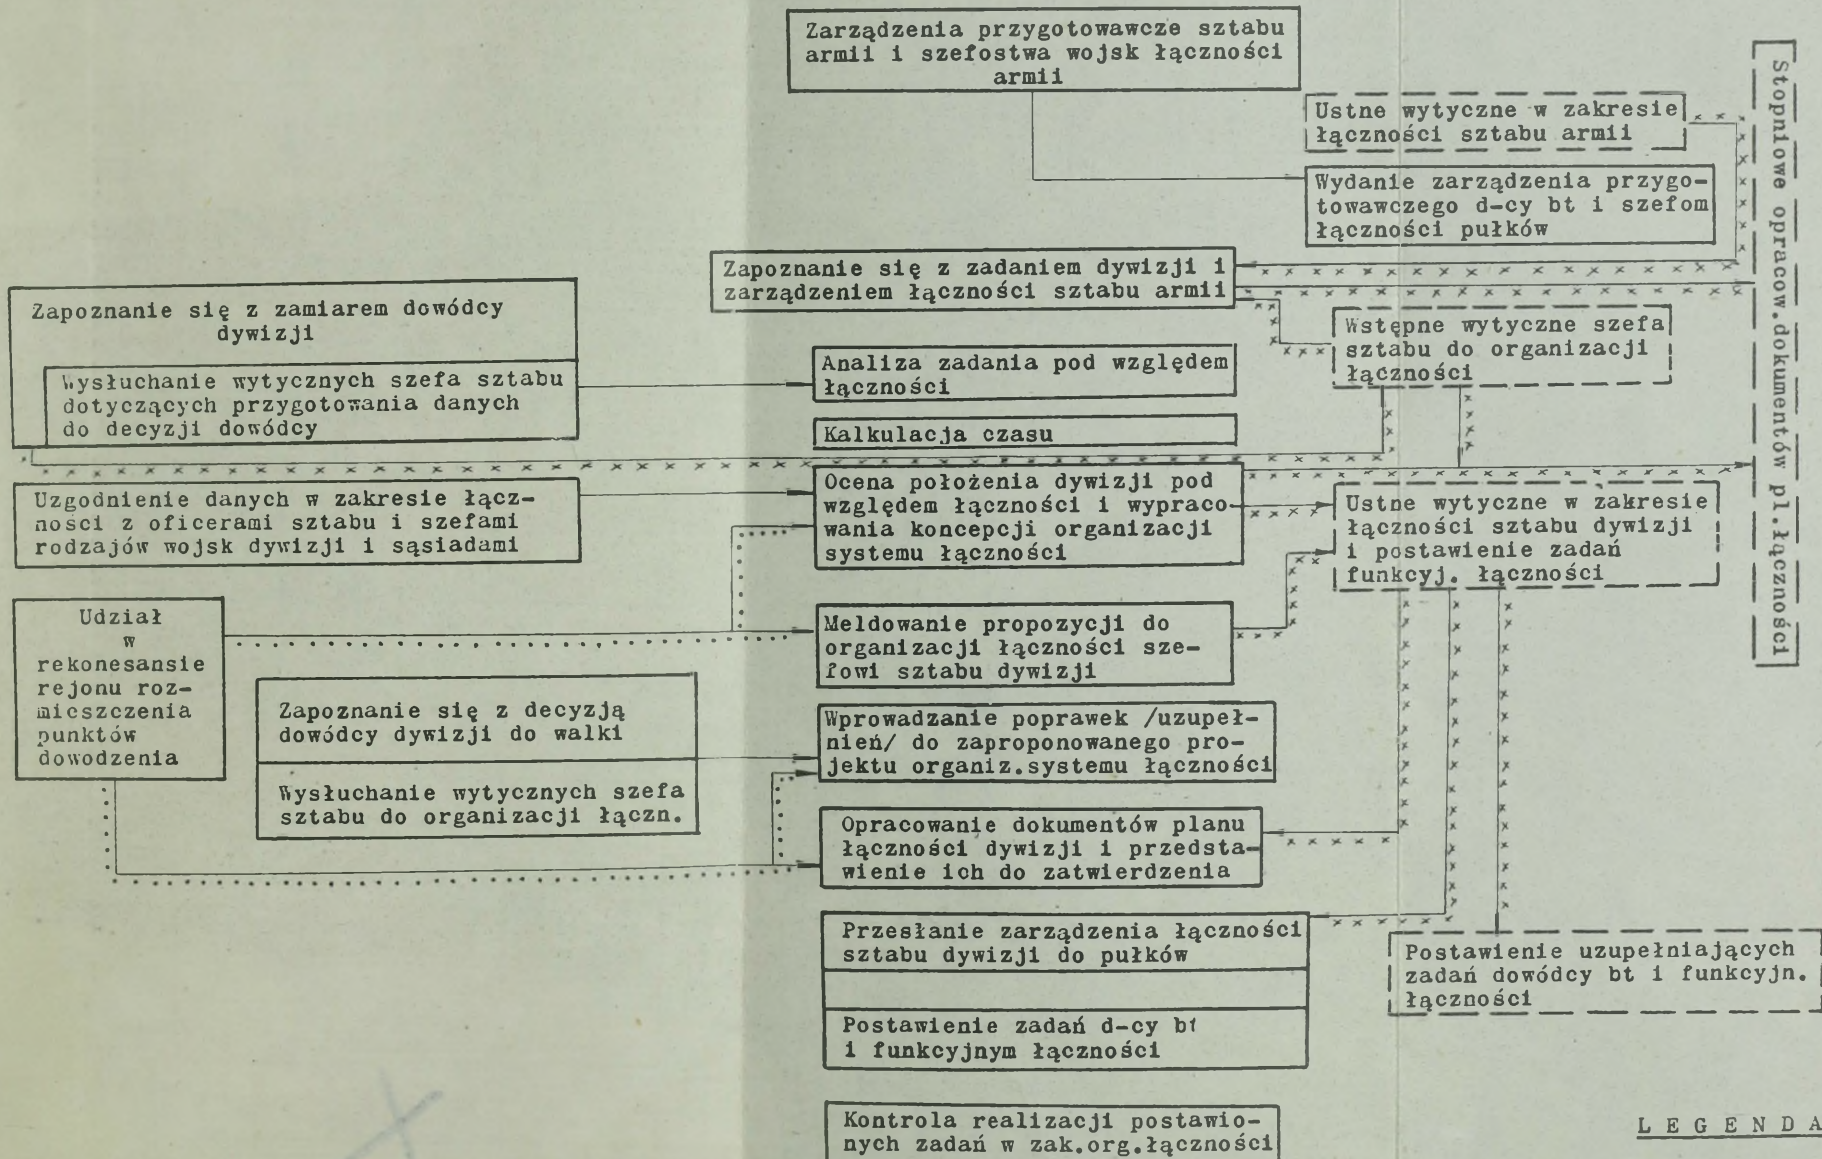 Zarządzenia przygotowawcze sztabu
armii i szefostwa wojsk łączności
armii
Ustne wytyczne w zakresie
łączności sztabu armii
Wydanie zarządzenia przygo-
towawczego d-cy bt i szefom
łączności pułków
Stopniowe opracow.dokumentów pl.łączności
Zapoznanie się z zadaniem dywizji i
zarządzeniem łączności sztabu armii
Zapoznanie się z zamiarem dowódcy
dywizji
Wysłuchanie wytycznych szefa sztabu
dotyczących przygotowania danych
do decyzji dowódcy
Wstępne wytyczne szefa
sztabu do organizacji
łączności
Analiza zadania pod względem
łączności
Kalkulacja czasu
Uzgodnienie danych w zakresie łącz-
ności z oficerami sztabu i szefami
rodzajów wojsk dywizji i sąsiadami
Ocena położenia dywizji pod
względem łączności i wypraco-
wania koncepcji organizacji
systemu łączności
Ustne wytyczne w zakresie
łączności sztabu dywizji
i postawienie zadań
funkcyj. łączności
Udział
w
rekonesansie
rejonu roz-
mieszczenia
punktów
dowodzenia
Meldowanie propozycji do
organizacji łączności sze-
fowi sztabu dywizji
Zapoznanie się z decyzją
dowódcy dywizji do walki
Wysłuchanie wytycznych szefa
sztabu do organizacji łączn.
Wprowadzanie poprawek /uzupeł-
nień/ do zaproponowanego pro-
jektu organiz.systemu łączności
Opracowanie dokumentów planu
łączności dywizji i przedsta-
wienie ich do zatwierdzenia
Przesłanie zarządzenia łączności
sztabu dywizji do pułków
Postawienie zadań d-cy bt
i funkcyjnym łączności
Postawienie uzupełniających
zadań dowódcy bt i funkcyjn.
łączności
Kontrola realizacji postawio-
nych zadań w zak.org.łączności
L E G E N D A